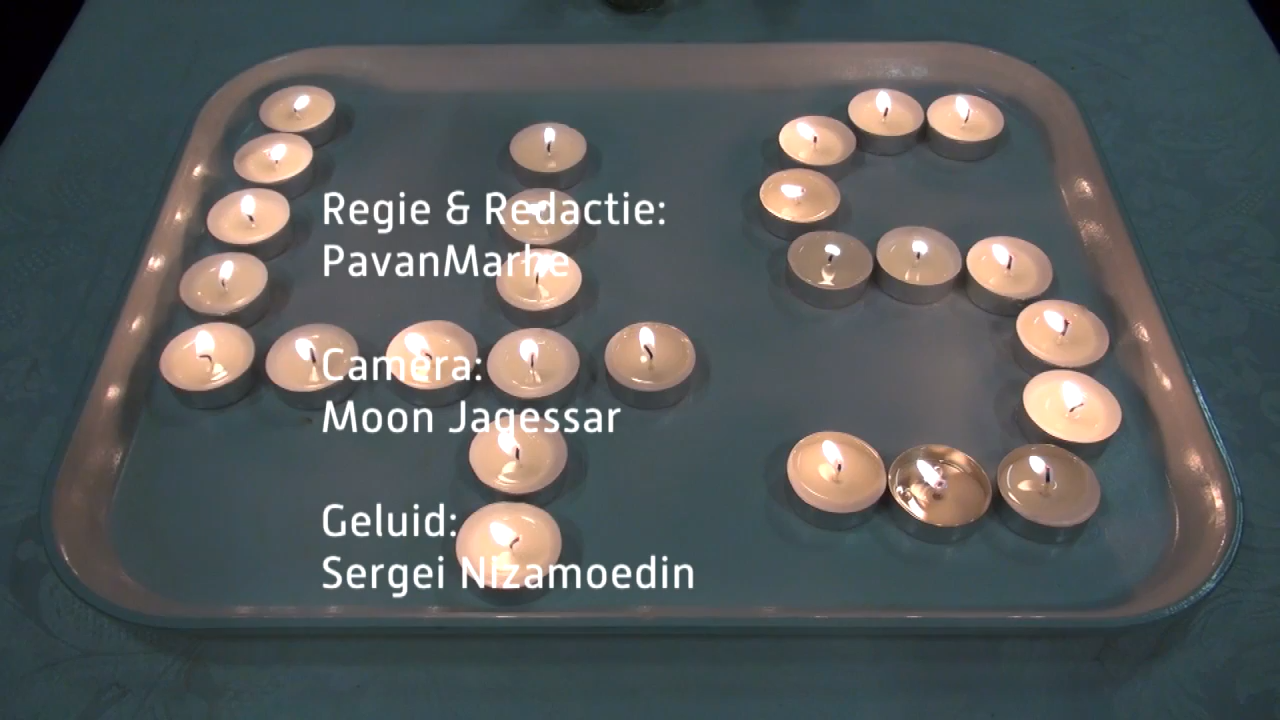 Regie & Redactie:
PavanMarhe
Camera:
Moon Jagessar
Geluid:
Sergei Nizamoedin